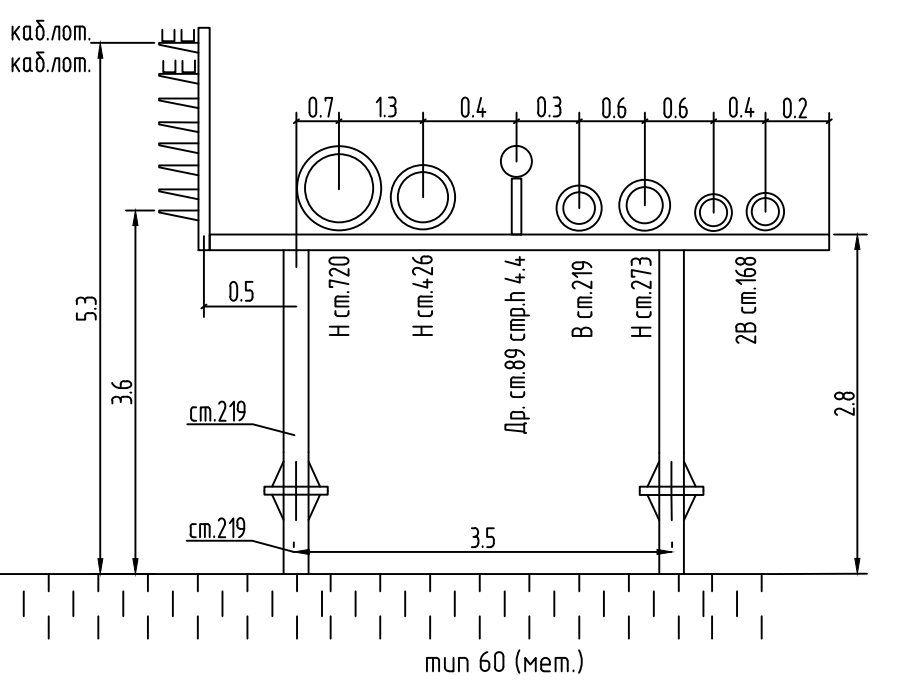 каб.лот.
каб.лот.
0.7
1.3
0.4
0.3
0.6
0.6
0.4
0.2
0.5
Н ст.720
Н ст.426
Др. ст.89 стр.h 4.4
В ст.219
Н ст.273
2В ст.168
5.3
3.6
2.8
ст.219
ст.219
3.5
тип 60 (мет.)